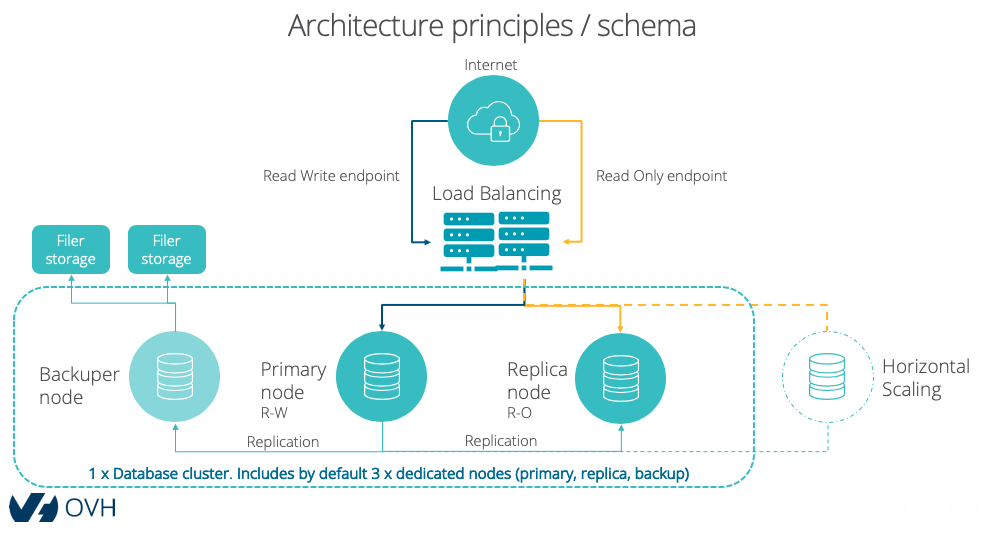 Architecture principles / schema
Internet
Read Write endpoint
Read Only endpoint
Load Balancing
Filer
storage
Filer
storage
Backuper
node
Primary
node
R-W
Replica
node
R-O
Horizontal
Scaling
Replication
Replication
1 x Database cluster. Includes by default 3 x dedicated nodes (primary, replica, backup)
OVH